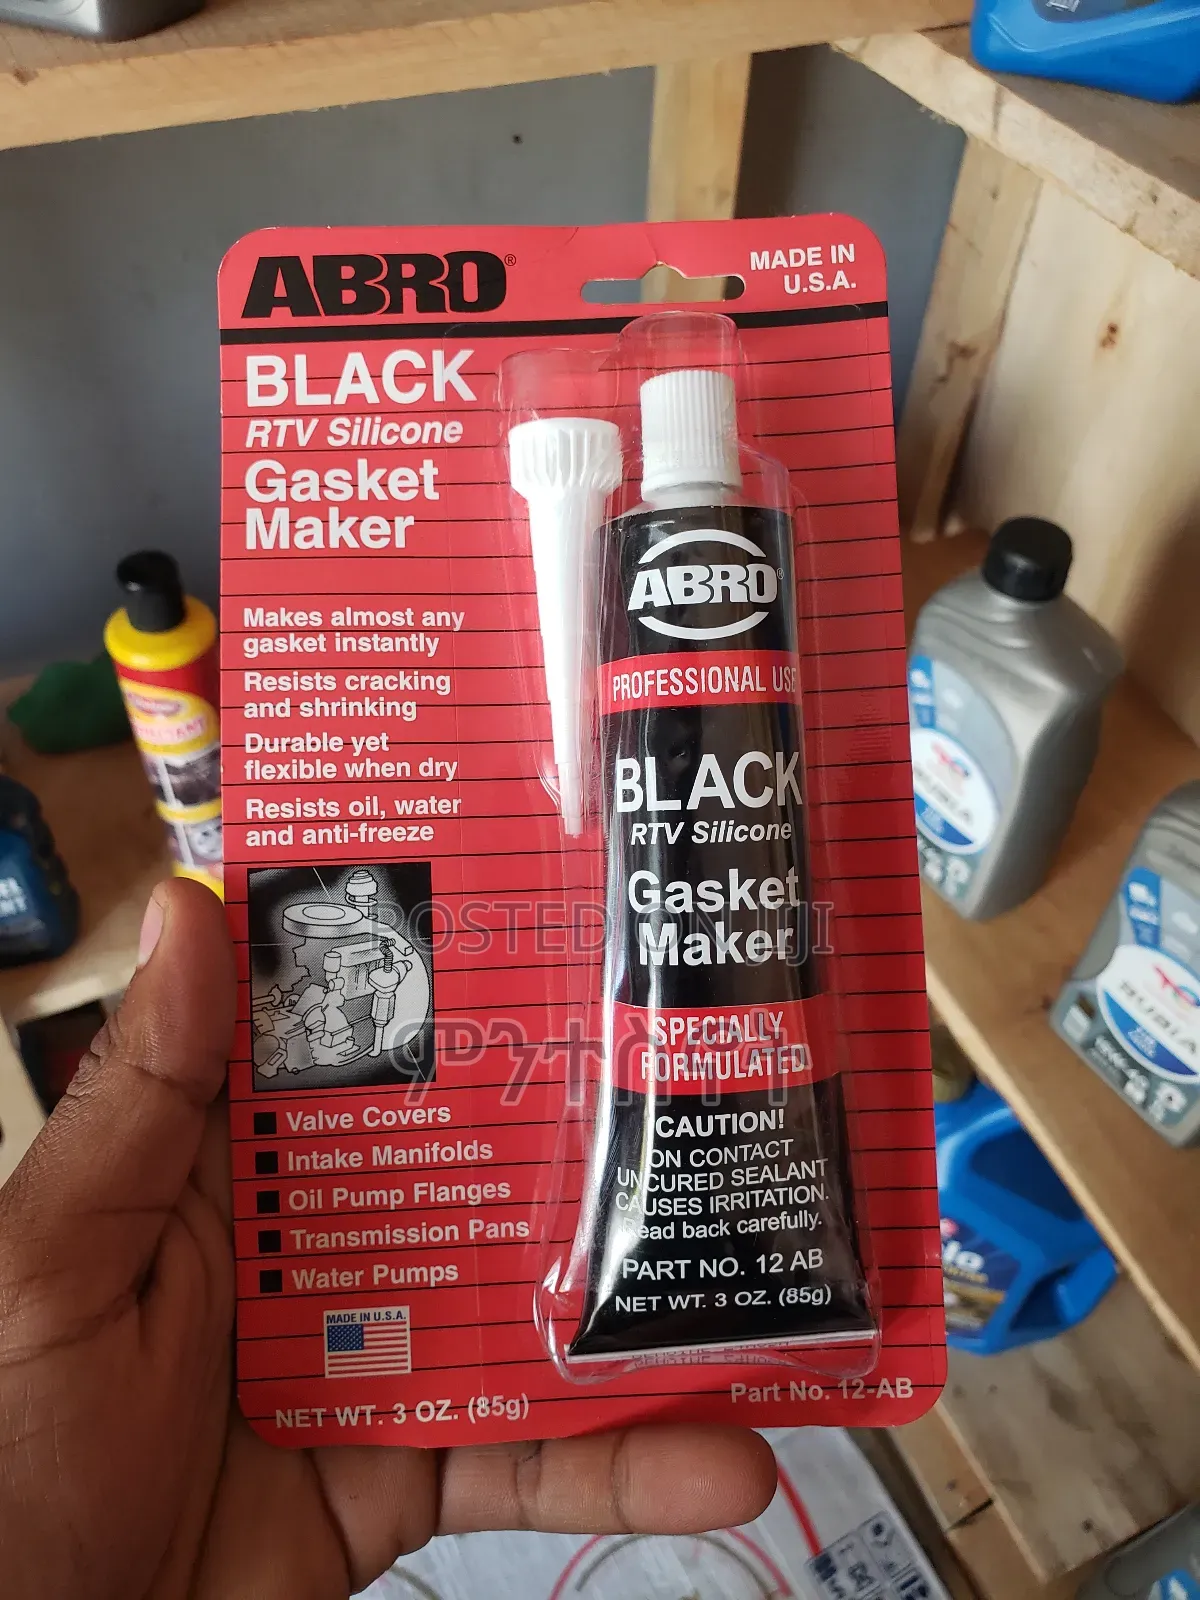 ABRO®
MADE IN
U.S.A.
BLACK
RTV Silicone
Gasket
Maker
Makes almost any
gasket instantly
Resists cracking
and shrinking
Durable yet
flexible when dry
Resists oil, water
and anti-freeze
Valve Covers
Intake Manifolds
Oil Pump Flanges
Transmission Pans
Water Pumps
MADE IN U.S.A.
NET WT. 3 OZ. (85g)
Part No. 12-AB
ABRO®
PROFESSIONAL USE
BLACK
RTV Silicone
Gasket
Maker
SPECIALLY
FORMULATED
CAUTION!
ON CONTACT
UNCURED SEALANT
CAUSES IRRITATION.
Read back carefully.
PART NO. 12 AB
NET WT. 3 OZ. (85g)
POSTED ON JIJI
RUBIA